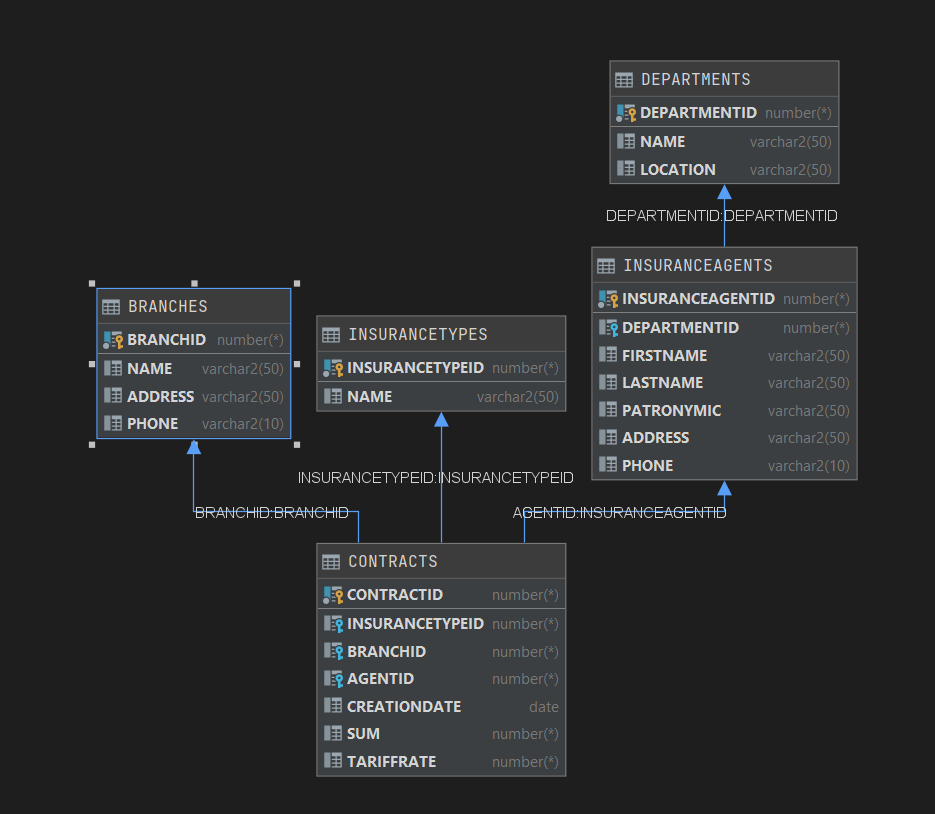 DEPARTMENTS
DEPARTMENTID number(*)
NAME varchar2(50)
LOCATION varchar2(50)
DEPARTMENTID:DEPARTMENTID
INSURANCEAGENTS
INSURANCEAGENTID number(*)
DEPARTMENTID number(*)
FIRSTNAME varchar2(50)
LASTNAME varchar2(50)
PATRONYMIC varchar2(50)
ADDRESS varchar2(50)
PHONE varchar2(10)
BRANCHES
BRANCHID number(*)
NAME varchar2(50)
ADDRESS varchar2(50)
PHONE varchar2(10)
INSURANCETYPES
INSURANCETYPEID number(*)
NAME varchar2(50)
INSURANCETYPEID:INSURANCETYPEID
BRANCHID:BRANCHID
AGENTID:INSURANCEAGENTID
CONTRACTS
CONTRACTID number(*)
INSURANCETYPEID number(*)
BRANCHID number(*)
AGENTID number(*)
CREATIONDATE date
SUM number(*)
TARIFFRATE number(*)